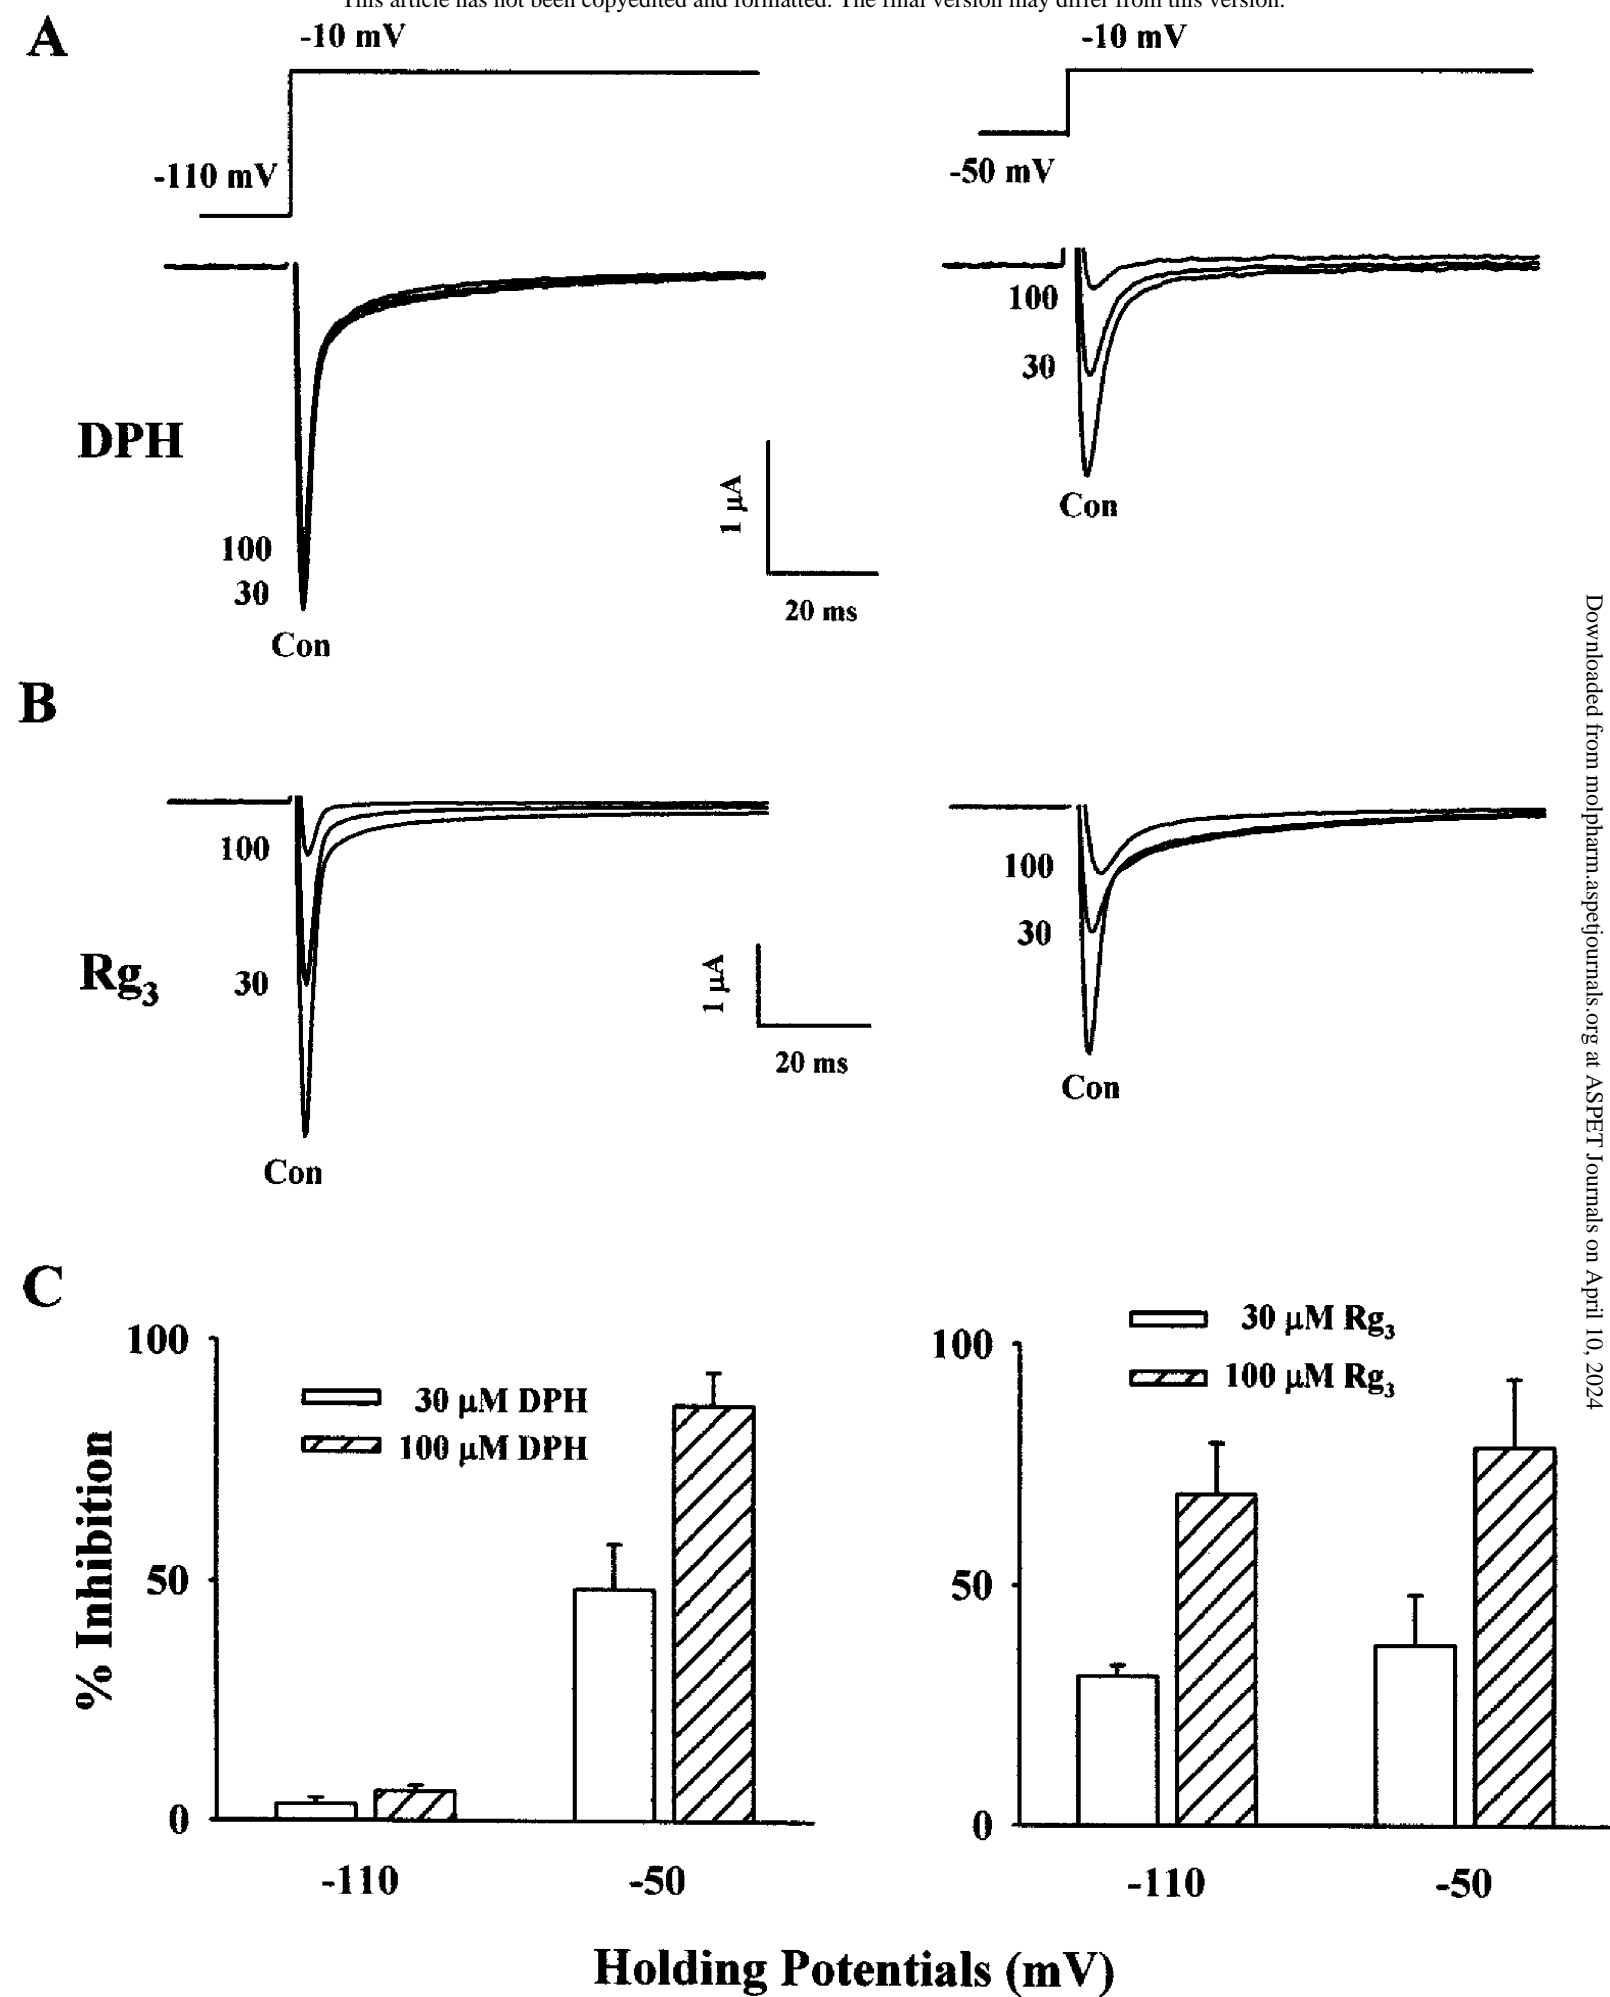 This article has not been copyedited and formatted. The final version may differ from this version.
A
-10 mV
-10 mV
-110 mV
-50 mV
100
30
DPH
1 µA
Con
100
30
20 ms
Con
B
100
100
30
Rg3
30
1 µA
20 ms
Con
Con
C
30 µM Rg3
100
100
100 µM Rg3
30 µM DPH
100 µM DPH
% Inhibition
50
50
0
0
-110
-50
-110
-50
Holding Potentials (mV)
Downloaded from molpharm.aspetjournals.org at ASPET Journals on April 10, 2024